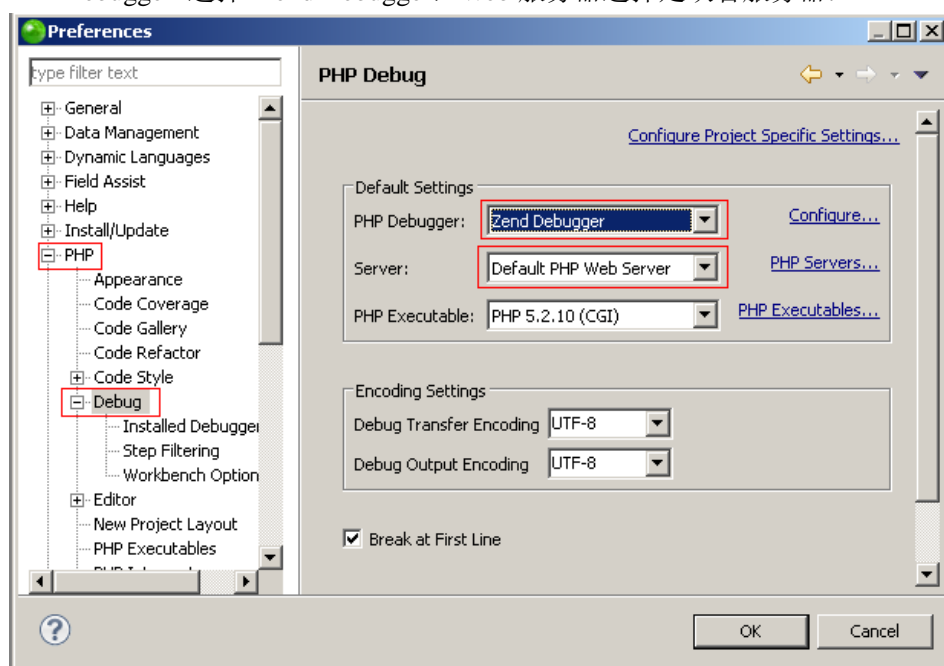 Preferences
type filter text
General
Data Management
Dynamic Languages
Field Assist
Help
Install/Update
PHP
Appearance
Code Coverage
Code Gallery
Code Refactor
Code Style
Debug
Installed Debugger
Step Filtering
Workbench Option
Editor
New Project Layout
PHP Executables
PHP Debug
Configure Project Specific Settings...
Default Settings
PHP Debugger: Zend Debugger Configure...
Server: Default PHP Web Server PHP Servers...
PHP Executable: PHP 5.2.10 (CGI) PHP Executables...
Encoding Settings
Debug Transfer Encoding UTF-8
Debug Output Encoding UTF-8
Break at First Line
OK Cancel